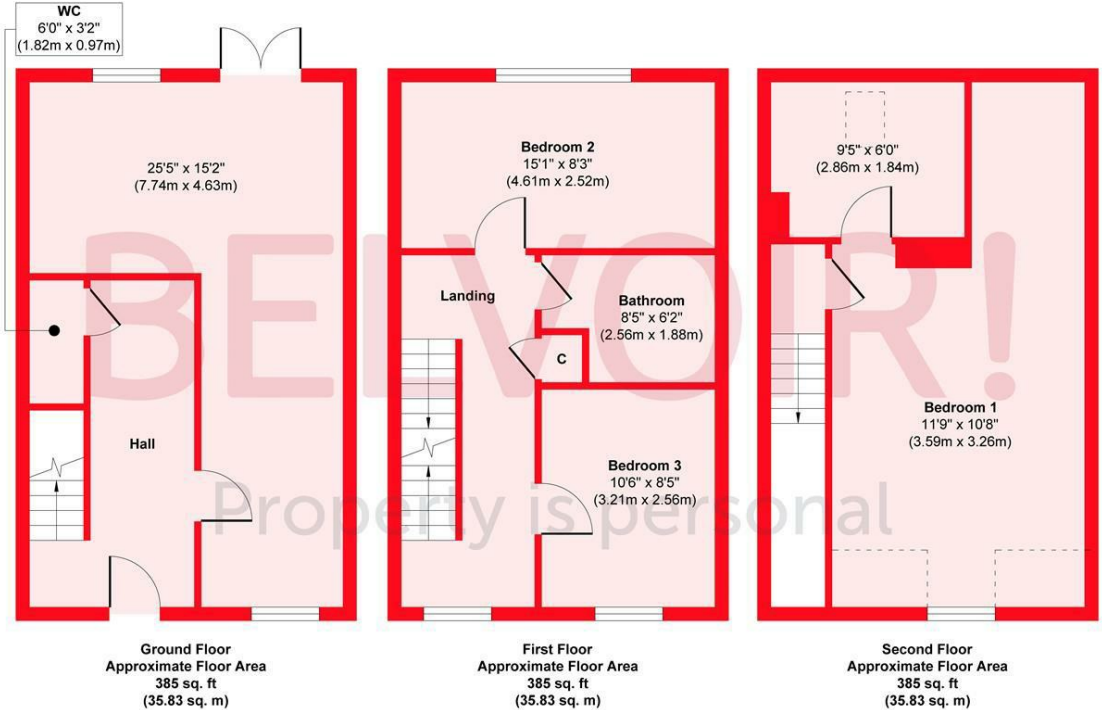 WC
6'0" x 3'2"
(1.82m x 0.97m)
25'5" x 15'2"
(7.74m x 4.63m)
Hall
Ground Floor
Approximate Floor Area
385 sq. ft
(35.83 sq. m)
Bedroom 2
15'1" x 8'3"
(4.61m x 2.52m)
Landing
Bathroom
8'5" x 6'2"
(2.56m x 1.88m)
C
Bedroom 3
10'6" x 8'5"
(3.21m x 2.56m)
First Floor
Approximate Floor Area
385 sq. ft
(35.83 sq. m)
9'5" x 6'0"
(2.86m x 1.84m)
Bedroom 1
11'9" x 10'8"
(3.59m x 3.26m)
Second Floor
Approximate Floor Area
385 sq. ft
(35.83 sq. m)
BELVOIR!
Property is personal